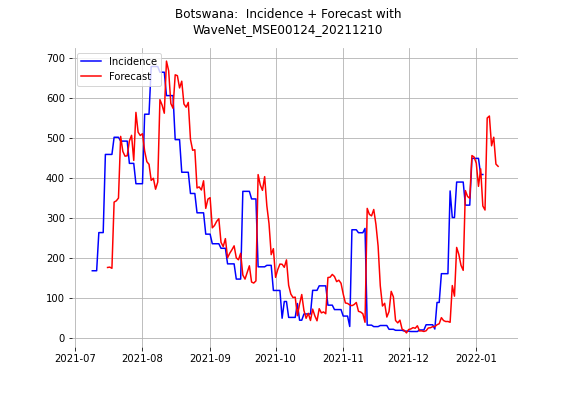 Botswana:  Incidence + Forecast with
WaveNet_MSE00124_20211210
Incidence
Forecast
700
600
500
400
300
200
100
0
2021-07 2021-08 2021-09 2021-10 2021-11 2021-12 2022-01